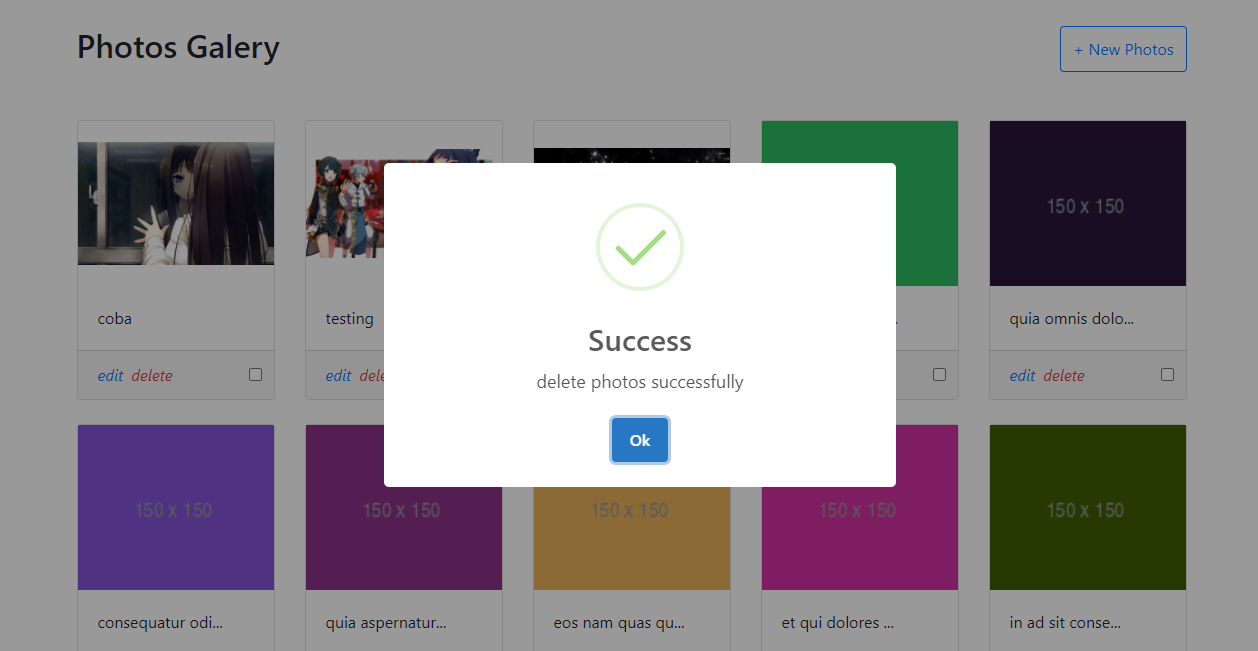 Photos Galery
+ New Photos
150 x 150
coba
testing
quia omnis dolo...
edit delete
edit
edit delete
Success
delete photos successfully
Ok
150 x 150
150 x 150
150 x 150
150 x 150
150 x 150
consequatur odi...
quia aspernatur...
eos nam quas qu...
et qui dolores ...
in ad sit conse...